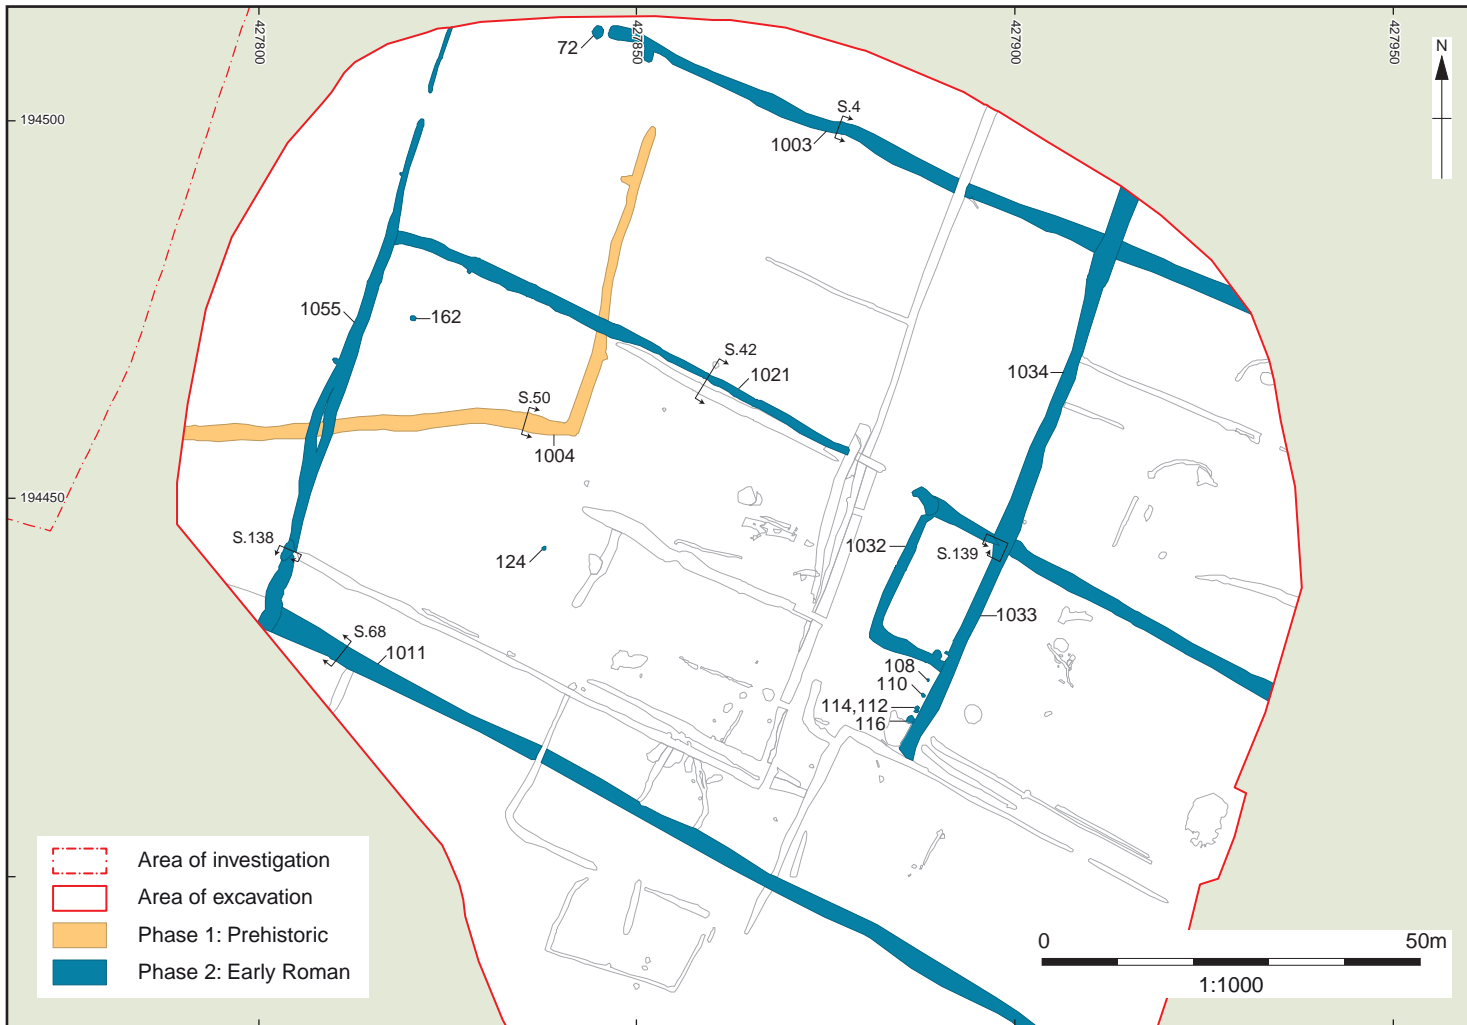 427800
427850
427900
427950
N
72
S.4
194500
1003
1055
162
S.42
1021
1034
S.50
1004
194450
S.138
124
1032
S.139
1033
S.68
1011
108
110
114,112
116
Area of investigation
Area of excavation
Phase 1: Prehistoric
Phase 2: Early Roman
0
50m
1:1000